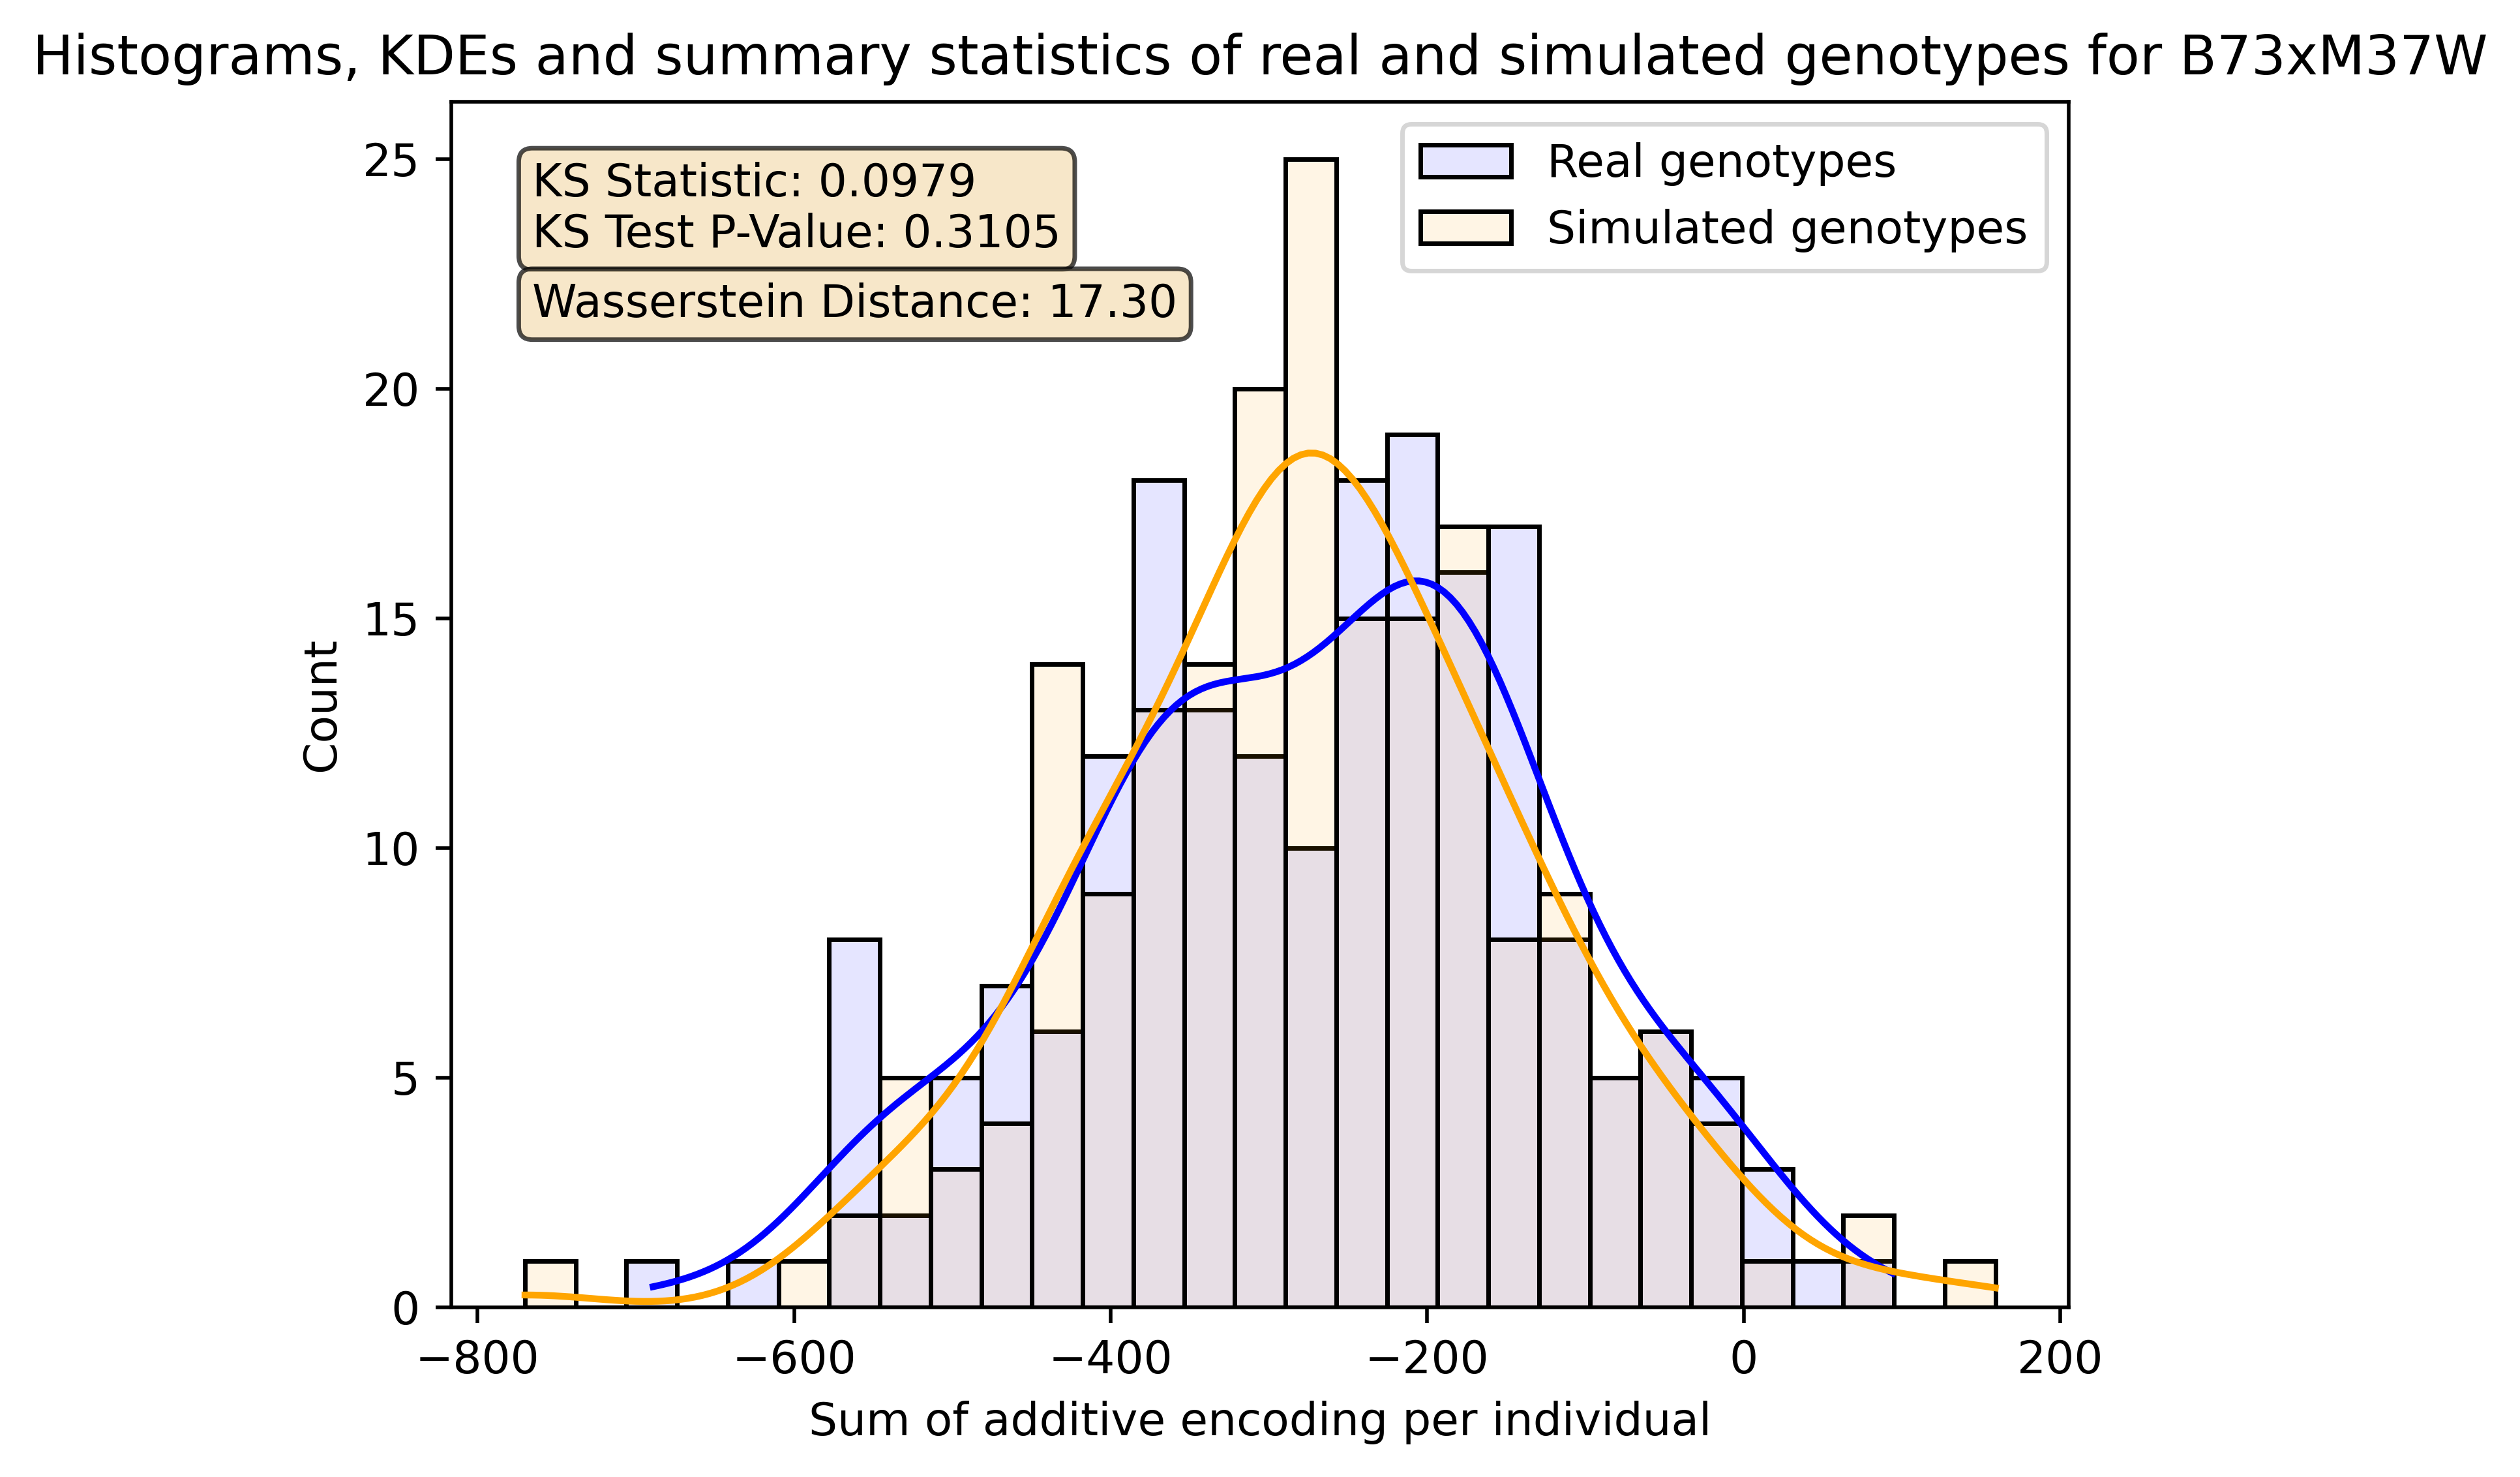 Histograms, KDEs and summary statistics of real and simulated genotypes for B73xM37W
KS Statistic: 0.0979
KS Test P-Value: 0.3105
Wasserstein Distance: 17.30
Real genotypes
Simulated genotypes
25
20
15
10
5
0
Count
−800
−600
−400
−200
0
200
Sum of additive encoding per individual